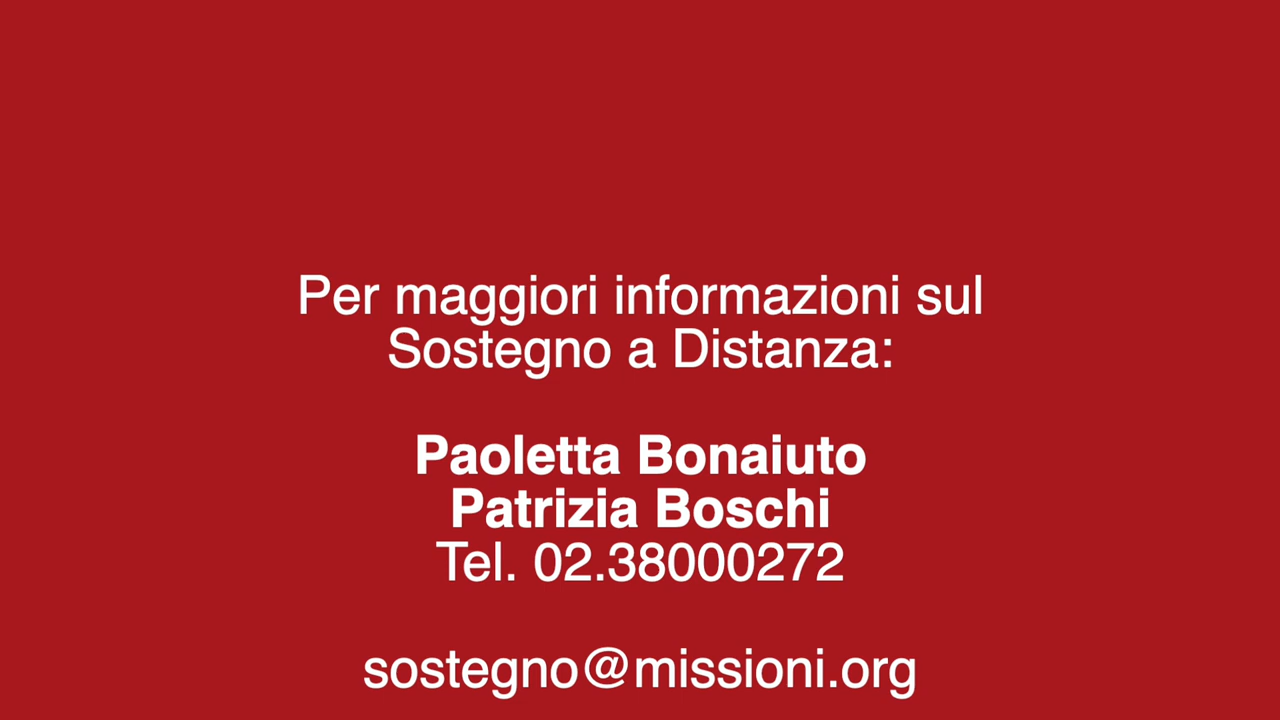 Per maggiori informazioni sul
Sostegno a Distanza:
Paoletta Bonaiuto
Patrizia Boschi
Tel. 02.38000272
sostegno@missioni.org